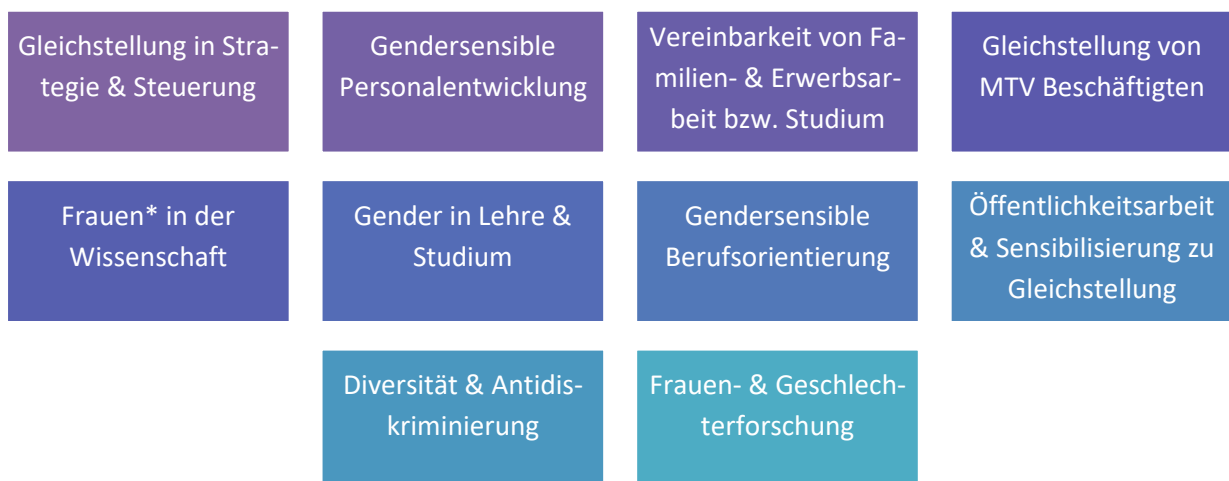 Gleichstellung in Stra-
tegie & Steuerung
Gendersensible
Personalentwicklung
Vereinbarkeit von Fa-
milien- & Erwerbsar-
beit bzw. Studium
Gleichstellung von
MTV Beschäftigten
Frauen* in der
Wissenschaft
Gender in Lehre &
Studium
Gendersensible
Berufsorientierung
Öffentlichkeitsarbeit
& Sensibilisierung zu
Gleichstellung
Diversität & Antidis-
kriminierung
Frauen- & Geschlech-
terforschung